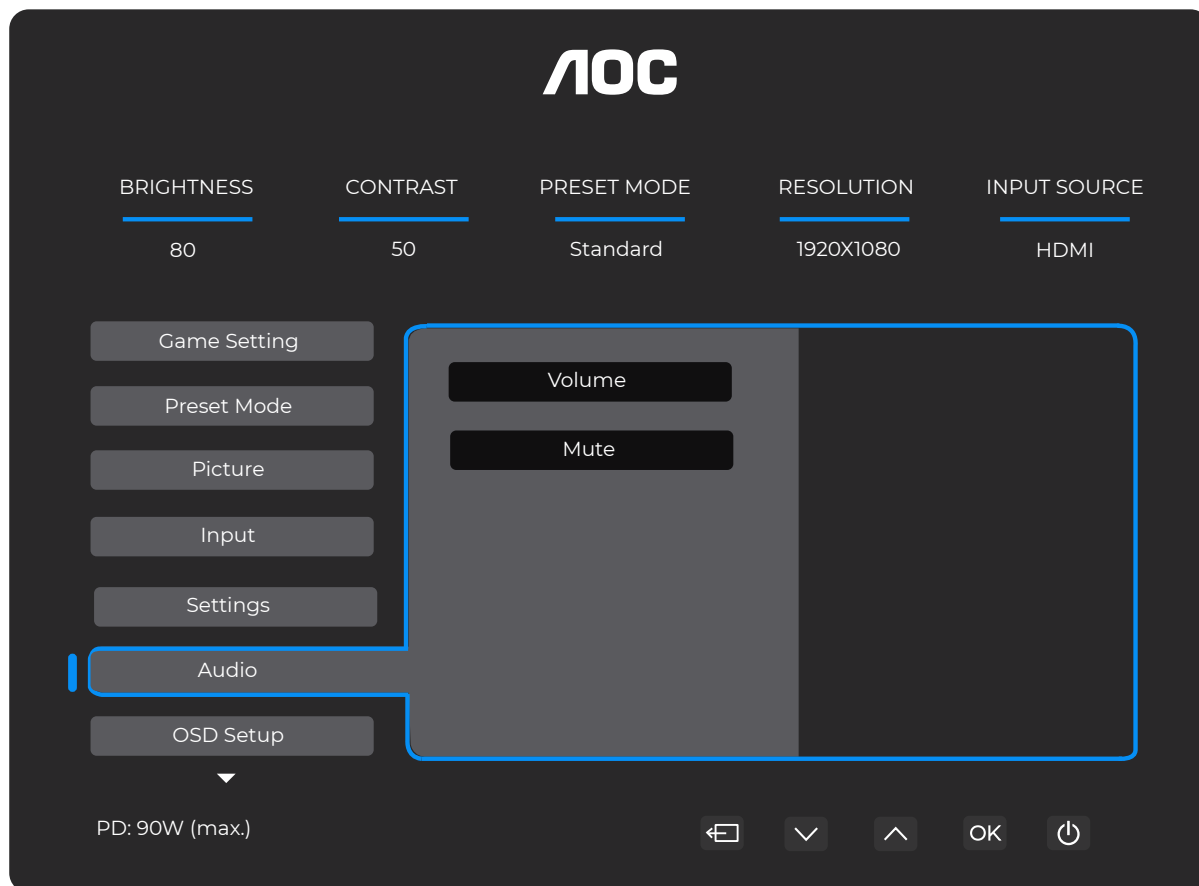 AOC
BRIGHTNESS CONTRAST PRESET MODE RESOLUTION INPUT SOURCE
80 50 Standard 1920X1080 HDMI
Game Setting
Preset Mode
Picture
Input
Settings
Audio
OSD Setup
Volume
Mute
PD: 90W (max.)
OK